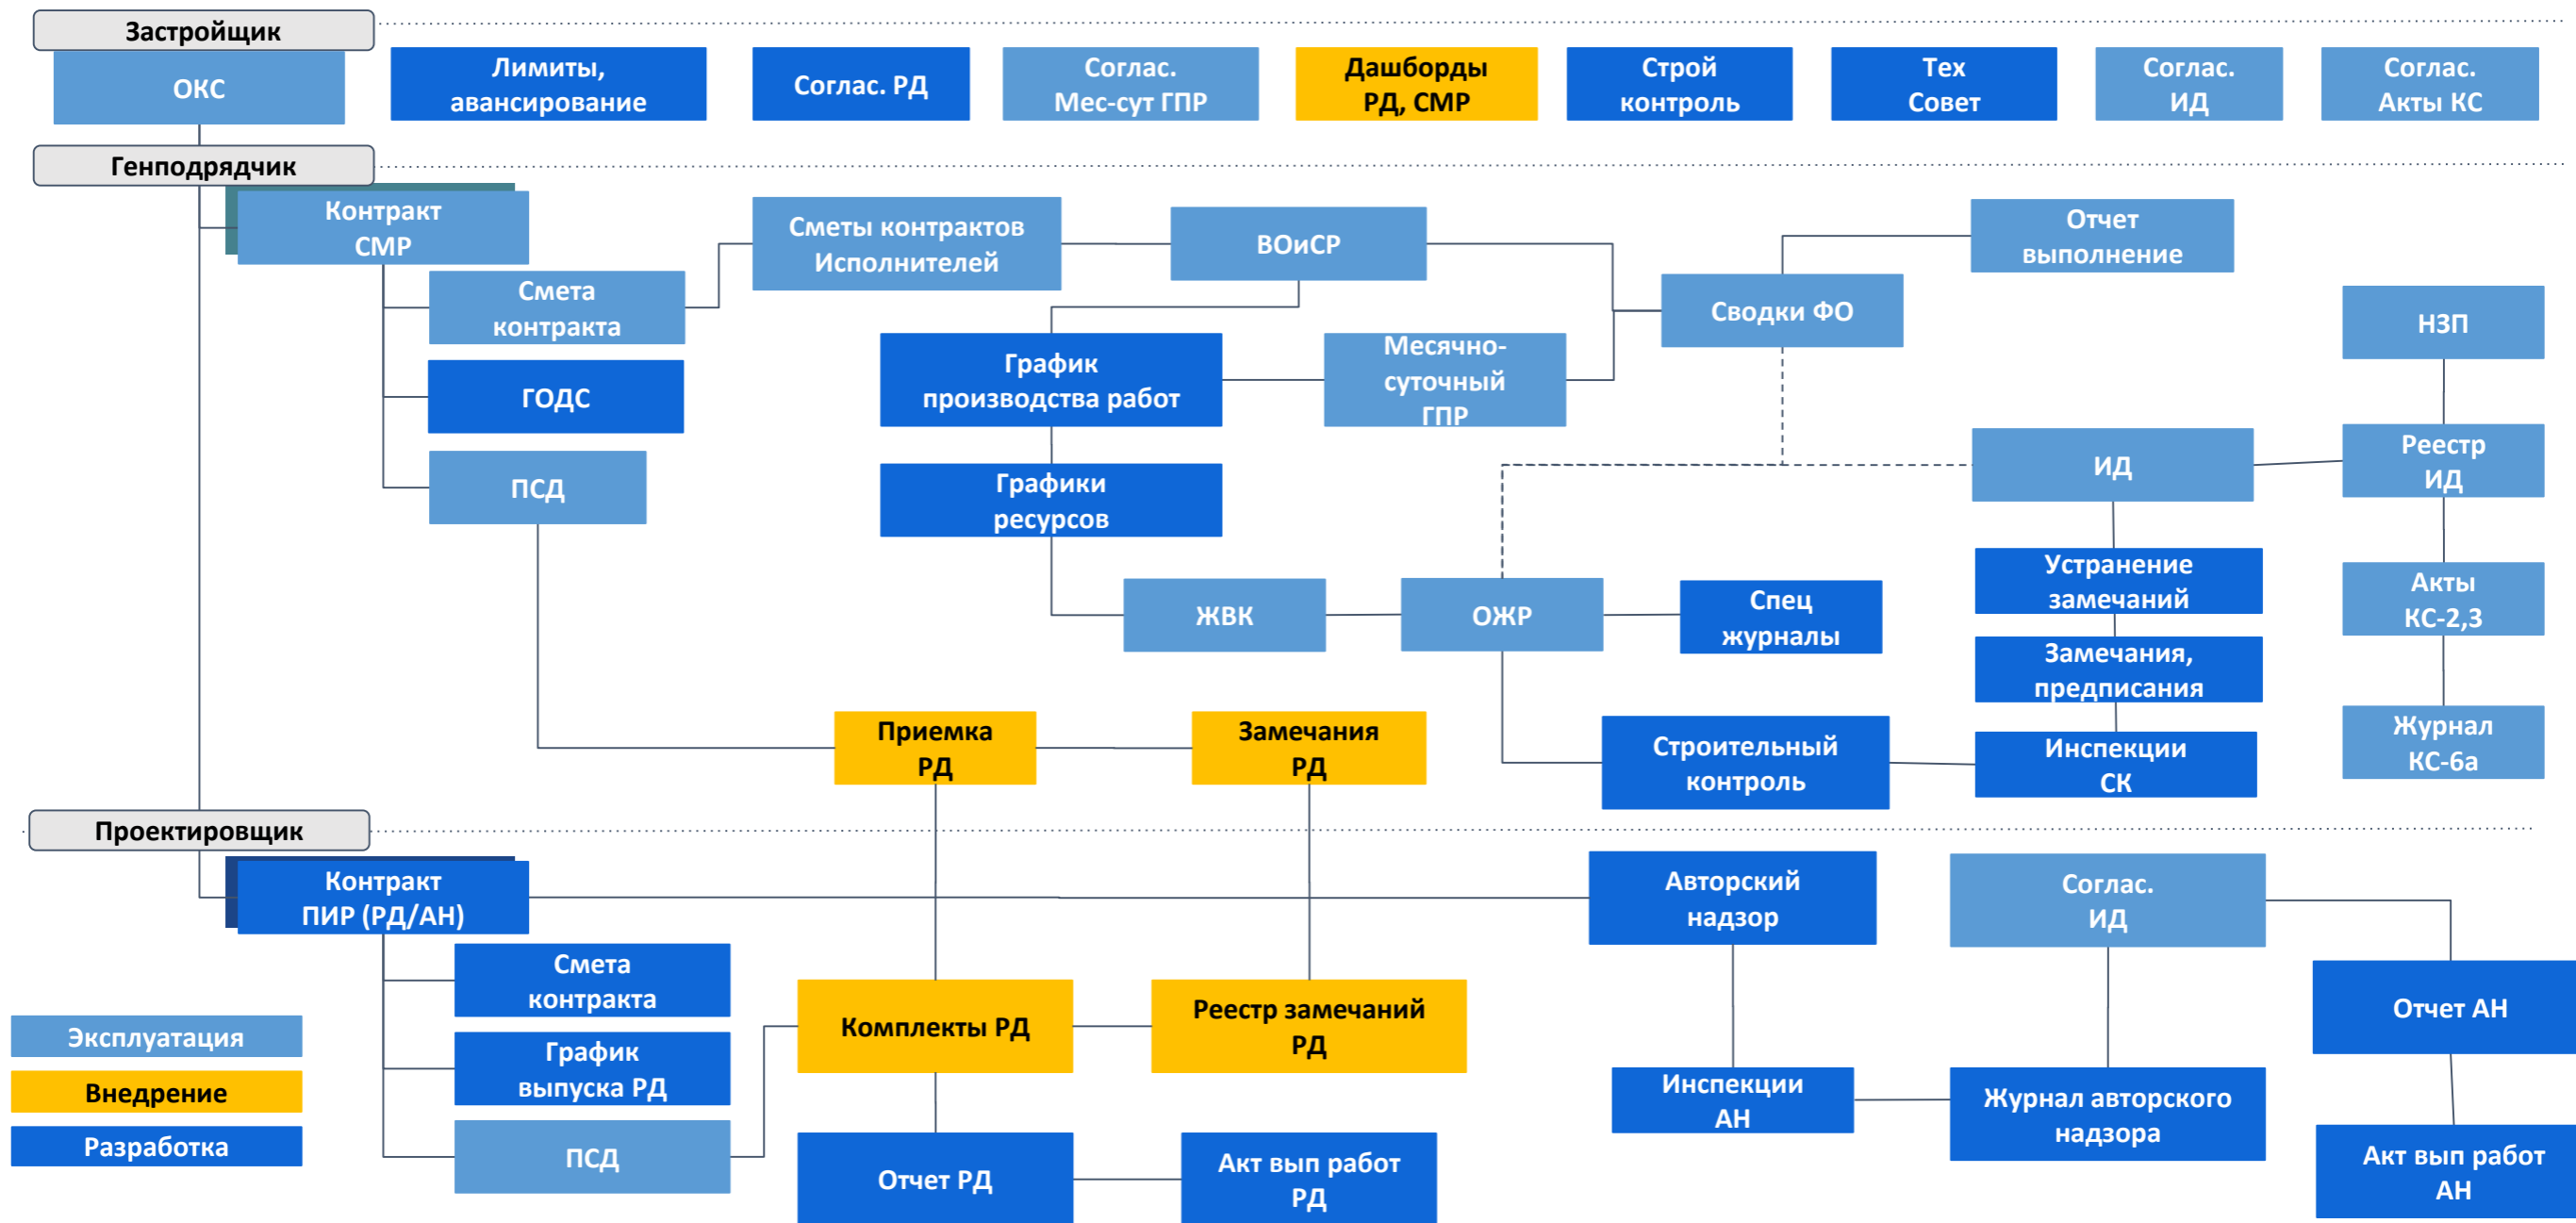 Застройщик
ОКС
Лимиты,
авансирование
Соглас. РД
Соглас.
Мес-сут ГПР
Дашборды
РД, СМР
Строй
контроль
Тех
Совет
Соглас.
ИД
Соглас.
Акты КС
Генподрядчик
Контракт
СМР
Сметы контрактов
Исполнителей
ВОиСР
Отчет
выполнение
Смета
контракта
Сводки ФО
НЗП
График
производства работ
Месячно-
суточный
ГПР
ГОДС
ПСД
Графики
ресурсов
ИД
Реестр
ИД
Устранение
замечаний
Акты
КС-2,3
ЖВК
ОЖР
Спец
журналы
Замечания,
предписания
Приемка
РД
Замечания
РД
Строительный
контроль
Инспекции
СК
Журнал
КС-6а
Проектировщик
Контракт
ПИР (РД/АН)
Авторский
надзор
Соглас.
ИД
Смета
контракта
Комплекты РД
Реестр замечаний
РД
Отчет АН
Эксплуатация
График
выпуска РД
Инспекции
АН
Журнал авторского
надзора
Внедрение
Разработка
ПСД
Отчет РД
Акт вып работ
РД
Акт вып работ
АН